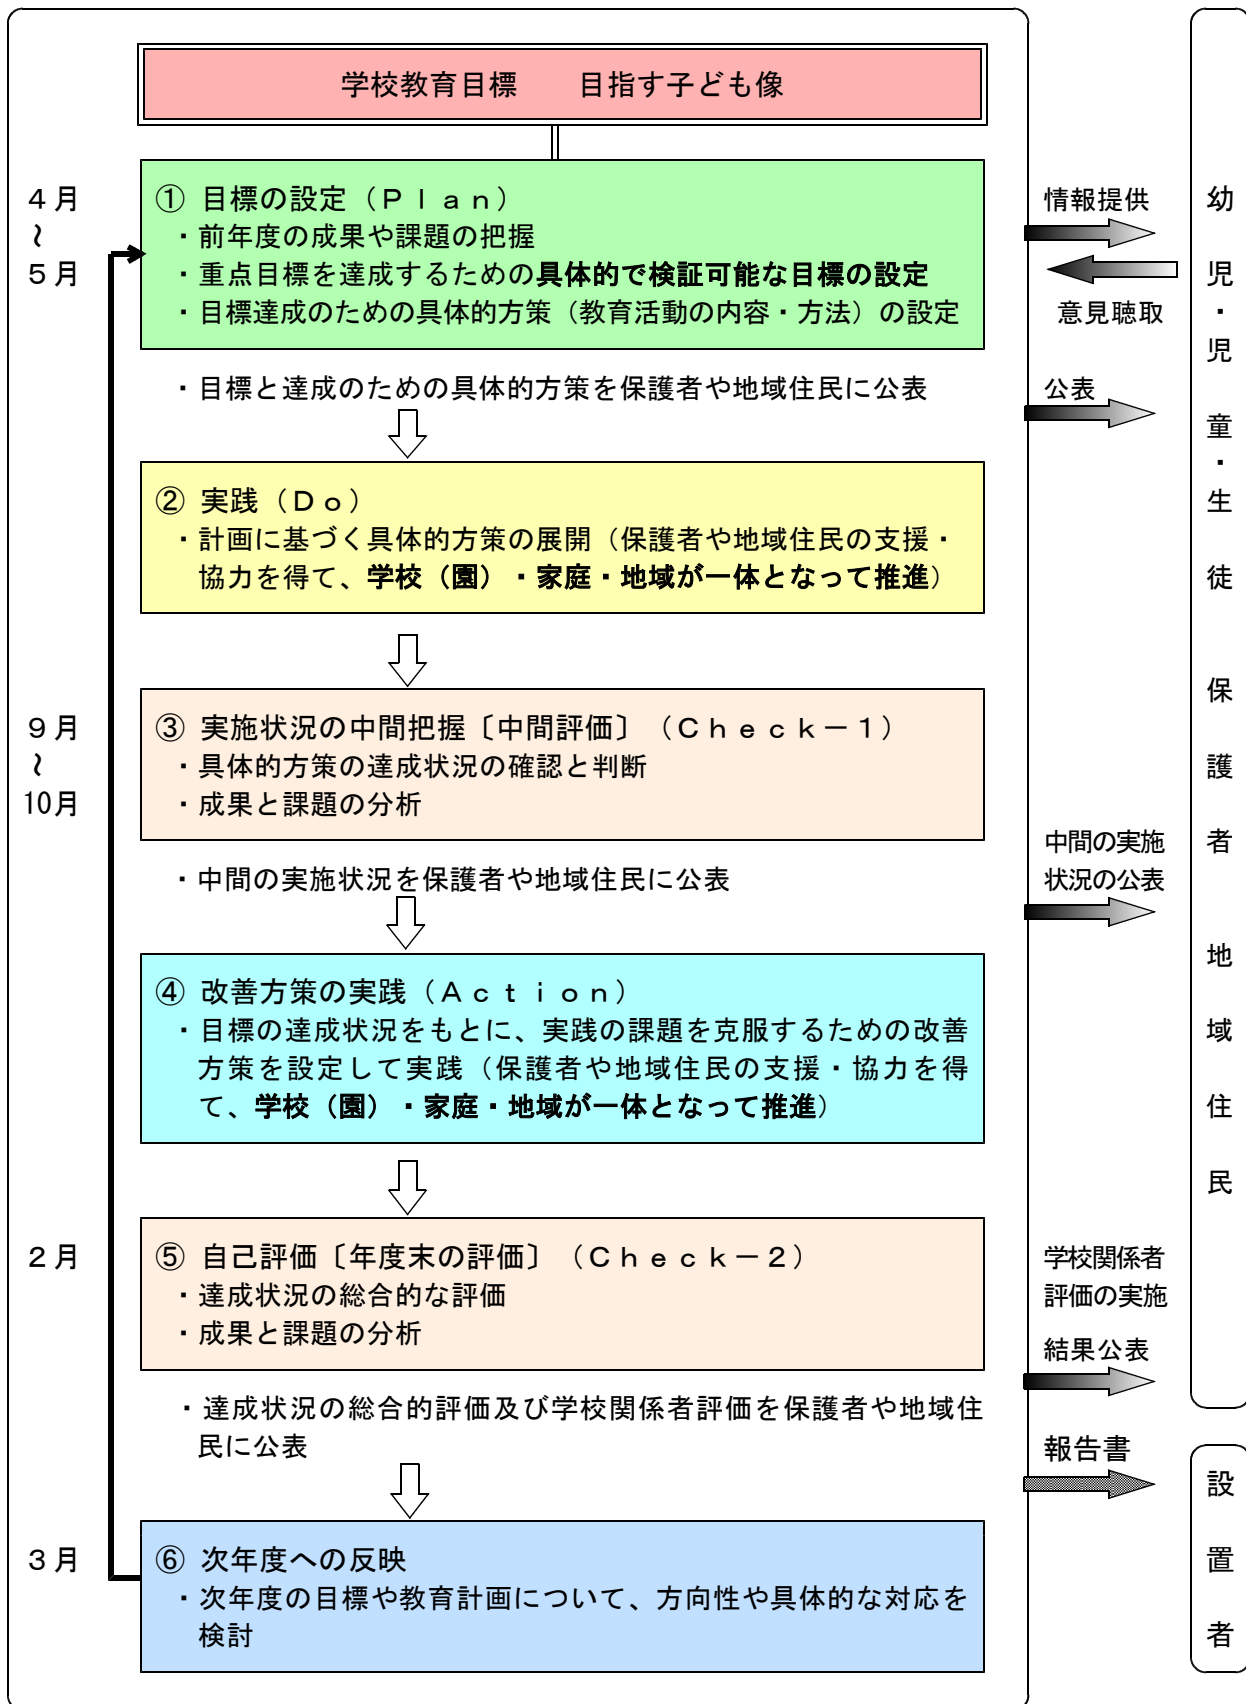 学校教育目標　　目指す子ども像
４月
～
５月
① 目標の設定（Ｐｌａｎ）
・前年度の成果や課題の把握
・重点目標を達成するための具体的で検証可能な目標の設定
・目標達成のための具体的方策（教育活動の内容・方法）の設定
・目標と達成のための具体的方策を保護者や地域住民に公表
② 実践（Ｄｏ）
・計画に基づく具体的方策の展開（保護者や地域住民の支援・
協力を得て、学校（園）・家庭・地域が一体となって推進）
９月
～
10月
③ 実施状況の中間把握〔中間評価〕（Ｃｈｅｃｋ－１）
・具体的方策の達成状況の確認と判断
・成果と課題の分析
・中間の実施状況を保護者や地域住民に公表
④ 改善方策の実践（Ａｃｔｉｏｎ）
・目標の達成状況をもとに、実践の課題を克服するための改善
方策を設定して実践（保護者や地域住民の支援・協力を得
て、学校（園）・家庭・地域が一体となって推進）
２月
⑤ 自己評価〔年度末の評価〕（Ｃｈｅｃｋ－２）
・達成状況の総合的な評価
・成果と課題の分析
・達成状況の総合的評価及び学校関係者評価を保護者や地域住
民に公表
３月
⑥ 次年度への反映
・次年度の目標や教育計画について、方向性や具体的な対応を
検討
情報提供
意見聴取
公表
中間の実施
状況の公表
学校関係者
評価の実施
結果公表
報告書
幼児・児童・生徒　保護者　地域住民
設置者